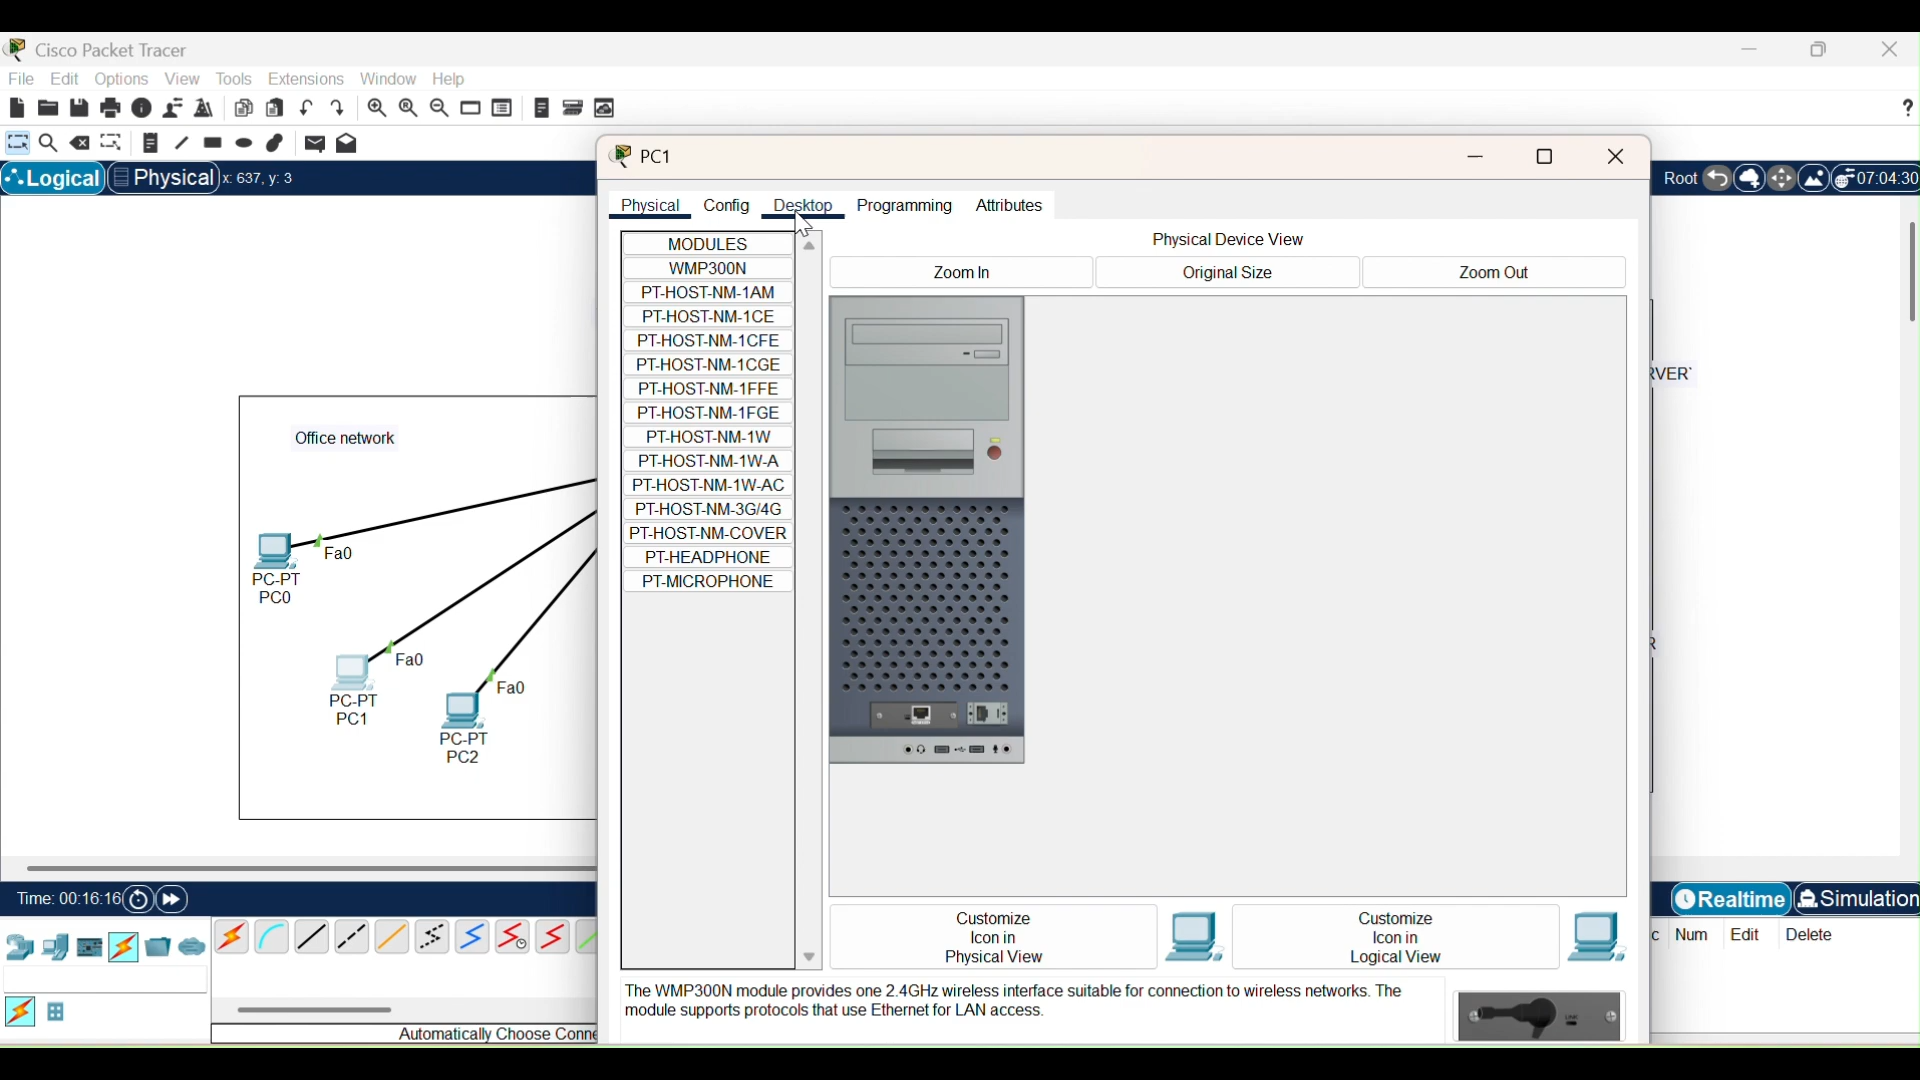 Cisco Packet Tracer
File Edit Options View Tools Extensions Window Help
?
Logical Physical x: 637, y: 3
Root 07:04:30
PC1
Physical Config Desktop Programming Attributes
MODULES
WMP300N
PT-HOST-NM-1AM
PT-HOST-NM-1CE
PT-HOST-NM-1CFE
PT-HOST-NM-1CGE
PT-HOST-NM-1FFE
PT-HOST-NM-1FGE
PT-HOST-NM-1W
PT-HOST-NM-1W-A
PT-HOST-NM-1W-AC
PT-HOST-NM-3G/4G
PT-HOST-NM-COVER
PT-HEADPHONE
PT-MICROPHONE
Physical Device View
Zoom In Original Size Zoom Out
Office network
Fa0
PC-PT
PC0
Fa0
PC-PT
PC1
Fa0
PC-PT
PC2
RVER`
R
Customize
Icon in
Physical View
Customize
Icon in
Logical View
The WMP300N module provides one 2.4GHz wireless interface suitable for connection to wireless networks. The
module supports protocols that use Ethernet for LAN access.
Time: 00:16:16
Realtime Simulation
c Num Edit Delete
Automatically Choose Conne